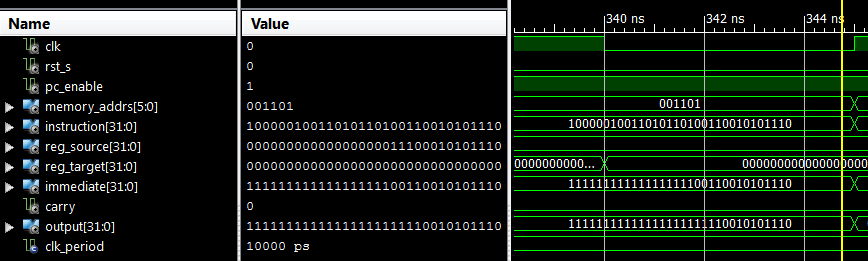 Name
Value
340 ns
342 ns
344 ns
clk
0
rst_s
0
pc_enable
1
memory_addrs[5:0]
001101
001101
instruction[31:0]
10000010011010110100110010101110
10000010011010110100110010101110
reg_source[31:0]
00000000000000000011100010101110
reg_target[31:0]
00000000000000000000000000000000
0000000000...
000000000000000000
immediate[31:0]
11111111111111111100110010101110
11111111111111111100110010101110
carry
0
output[31:0]
11111111111111111111110010101110
11111111111111111111110010101110
clk_period
10000 ps